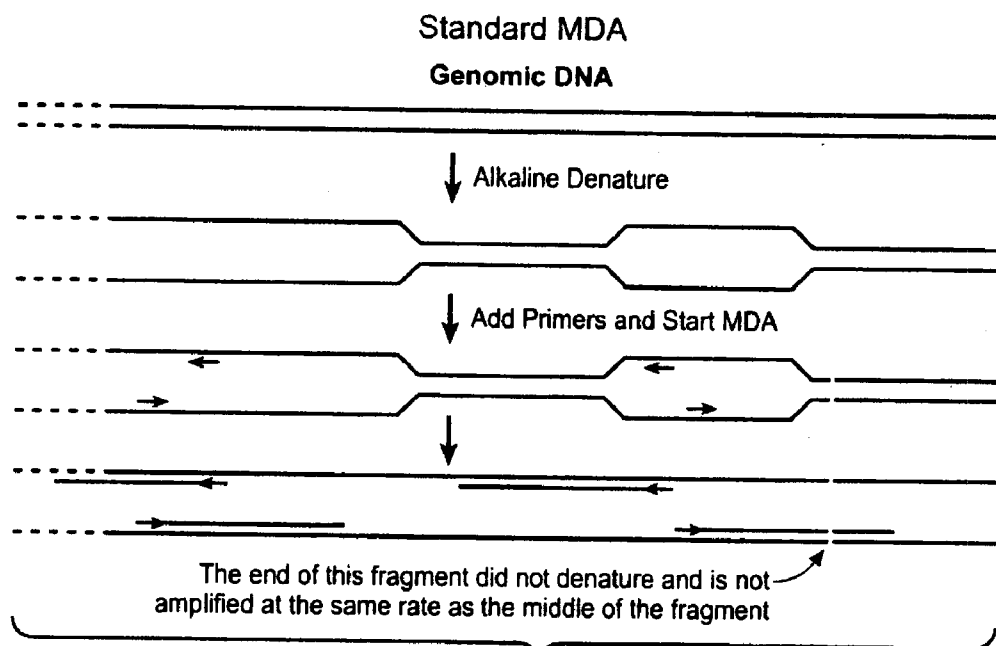 Standard MDA
Genomic DNA
Alkaline Denature
Add Primers and Start MDA
The end of this fragment did not denature and is not
amplified at the same rate as the middle of the fragment